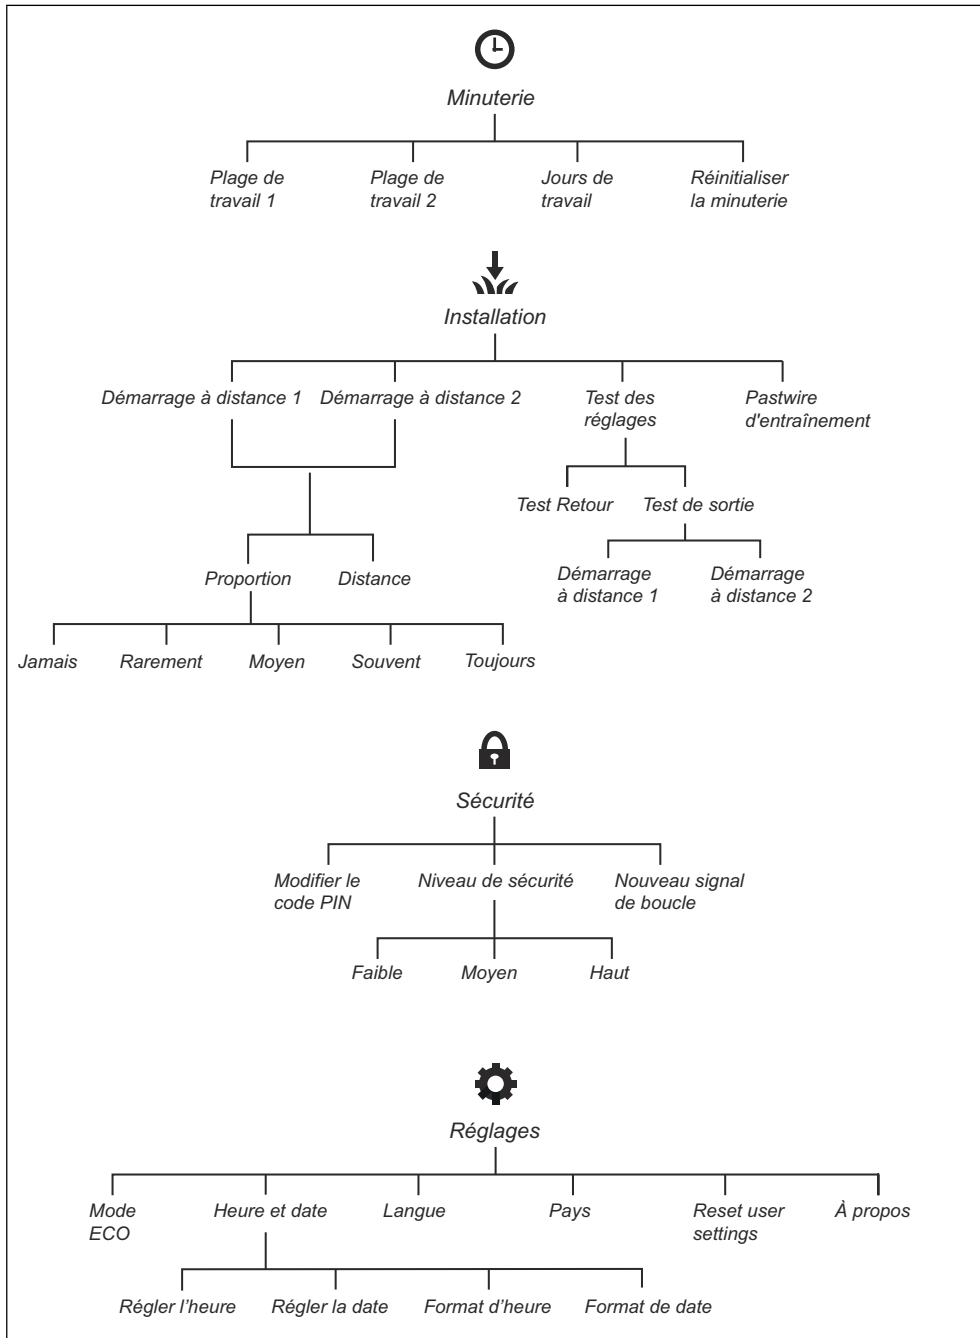 Minuterie
Plage de
travail 1
Plage de
travail 2
Jours de
travail
Réinitialiser
la minuterie
Installation
Démarrage à distance 1
Démarrage à distance 2
Test des
réglages
Pastwire
d'entraînement
Test Retour
Test de sortie
Proportion
Distance
Démarrage
à distance 1
Démarrage
à distance 2
Jamais
Rarement
Moyen
Souvent
Toujours
Sécurité
Modifier le
code PIN
Niveau de sécurité
Nouveau signal
de boucle
Faible
Moyen
Haut
Réglages
Mode
ECO
Heure et date
Langue
Pays
Reset user
settings
À propos
Régler l'heure
Régler la date
Format d'heure
Format de date